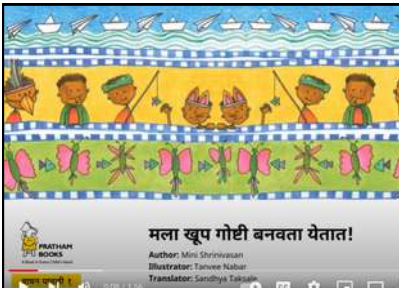 मला खूप गोष्टी बनवता येतात!
PRATHAM
BOOKS
Author: Mini Shrinivasan
Illustrator: Tanvee Nabar
Translator: Sandhya Taksale